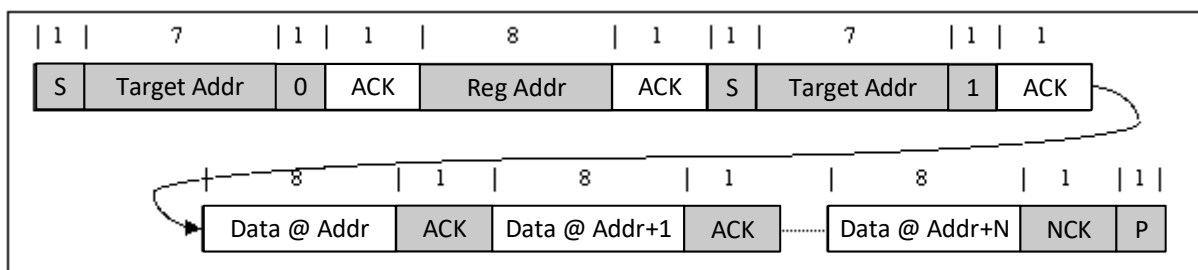 | 1 | 7 | 1 | 1 | 8 | 1 | 1 | 7 | 1 | 1
S Target Addr 0 ACK Reg Addr ACK S Target Addr 1 ACK
| 8 | 1 | 8 | 1 | 8 | 1 | 1 |
Data @ Addr ACK Data @ Addr+1 ACK Data @ Addr+N NCK P